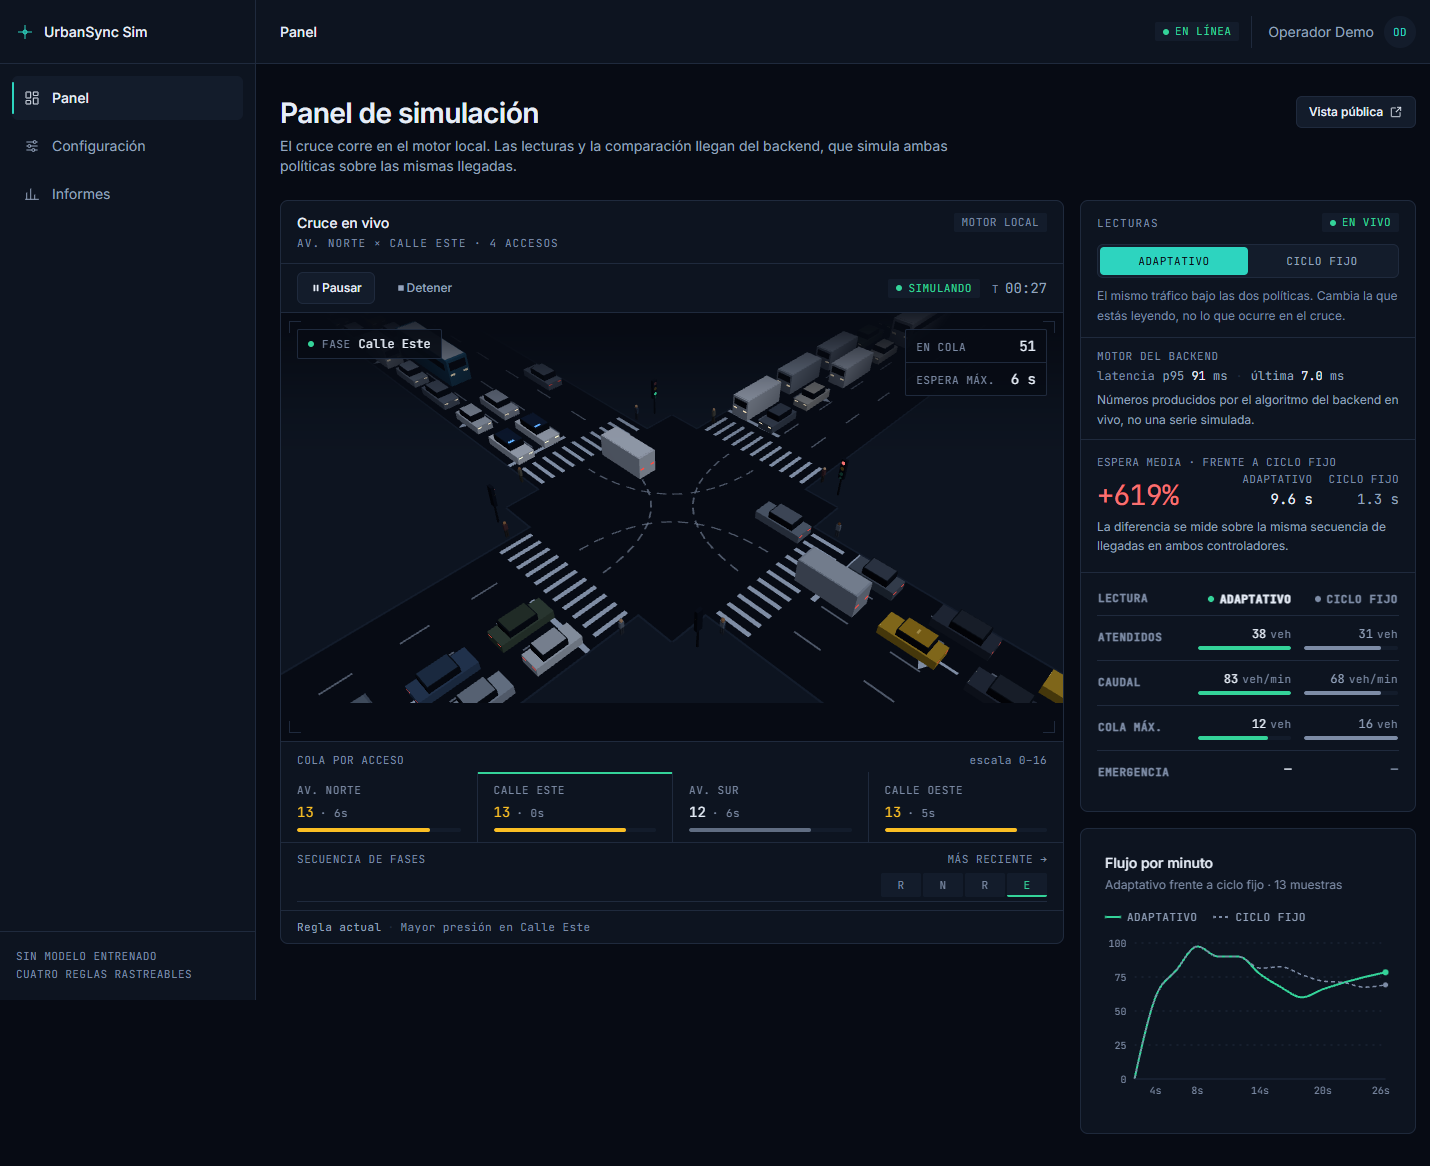 UrbanSync Sim
Panel
EN LÍNEA
Operador Demo
OD
Panel
Configuración
Informes
Panel de simulación
Vista pública
El cruce corre en el motor local. Las lecturas y la comparación llegan del backend, que simula ambas
políticas sobre las mismas llegadas.
Cruce en vivo
MOTOR LOCAL
AV. NORTE × CALLE ESTE · 4 ACCESOS
Pausar
Detener
SIMULANDO
T 00:27
FASE Calle Este
EN COLA 51
ESPERA MÁX. 6 s
COLA POR ACCESO
escala 0–16
AV. NORTE
13 · 6s
CALLE ESTE
13 · 0s
AV. SUR
12 · 6s
CALLE OESTE
13 · 5s
SECUENCIA DE FASES
MÁS RECIENTE →
R N R E
Regla actual · Mayor presión en Calle Este
LECTURAS
EN VIVO
ADAPTATIVO
CICLO FIJO
El mismo tráfico bajo las dos políticas. Cambia la que
estás leyendo, no lo que ocurre en el cruce.
MOTOR DEL BACKEND
latencia p95 91 ms · última 7.0 ms
Números producidos por el algoritmo del backend en
vivo, no una serie simulada.
ESPERA MEDIA · FRENTE A CICLO FIJO
+619%
ADAPTATIVO CICLO FIJO
9.6 s 1.3 s
La diferencia se mide sobre la misma secuencia de
llegadas en ambos controladores.
LECTURA ADAPTATIVO CICLO FIJO
ATENDIDOS 38 veh 31 veh
CAUDAL 83 veh/min 68 veh/min
COLA MÁX. 12 veh 16 veh
EMERGENCIA — —
Flujo por minuto
Adaptativo frente a ciclo fijo · 13 muestras
ADAPTATIVO CICLO FIJO
100
75
50
25
0
4s 8s 14s 20s 26s
SIN MODELO ENTRENADO
CUATRO REGLAS RASTREABLES